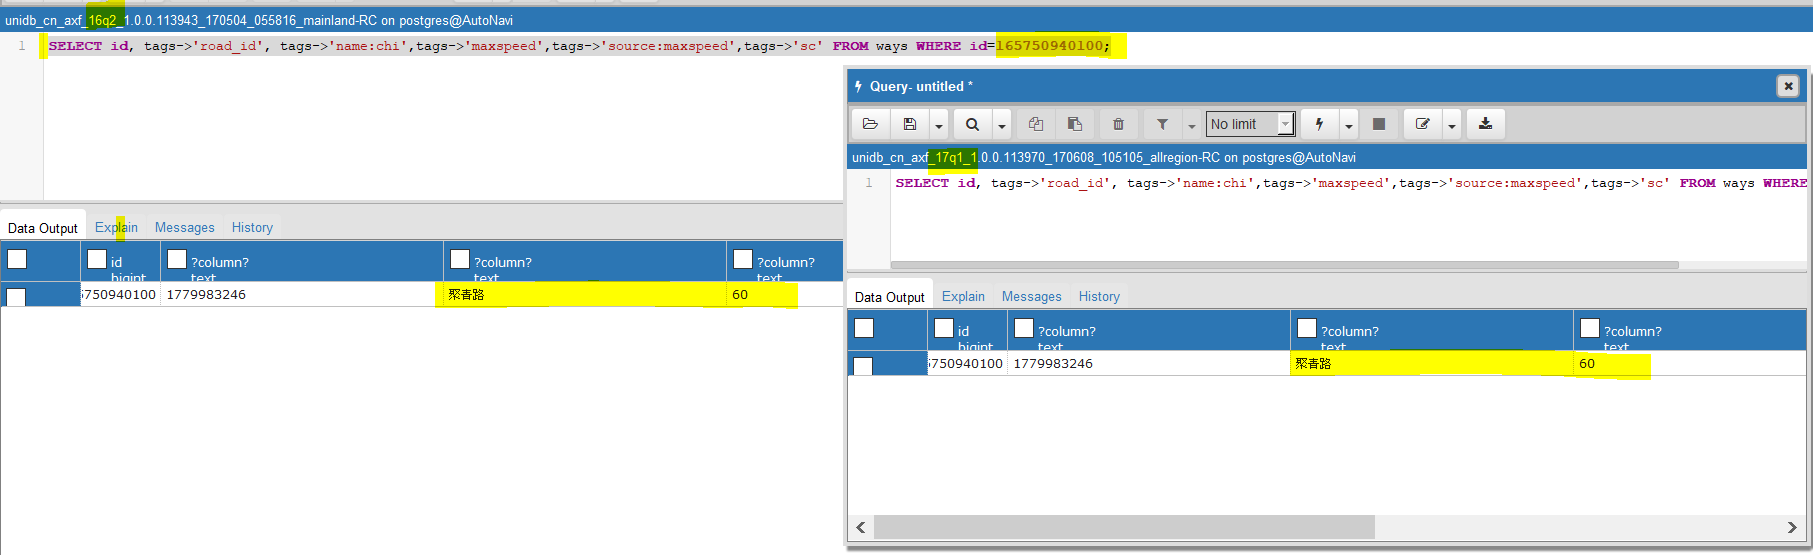 unidb_cn_axf_16q2_1.0.0.113943_170504_055816_mainland-RC on postgres@AutoNavi
1 SELECT id, tags->'road_id', tags->'name:chi',tags->'maxspeed',tags->'source:maxspeed',tags->'sc' FROM ways WHERE id=165750940100;
Data Output Explain Messages History
id ?column? ?column? ?column?
bigint text text text
5750940100 1779983246 聚青路 60
Query- untitled *
No limit
unidb_cn_axf_17q1_1.0.0.113970_170608_105105_allregion-RC on postgres@AutoNavi
1 SELECT id, tags->'road_id', tags->'name:chi',tags->'maxspeed',tags->'source:maxspeed',tags->'sc' FROM ways WHERE
Data Output Explain Messages History
id ?column? ?column? ?column?
bigint text text text
5750940100 1779983246 聚青路 60